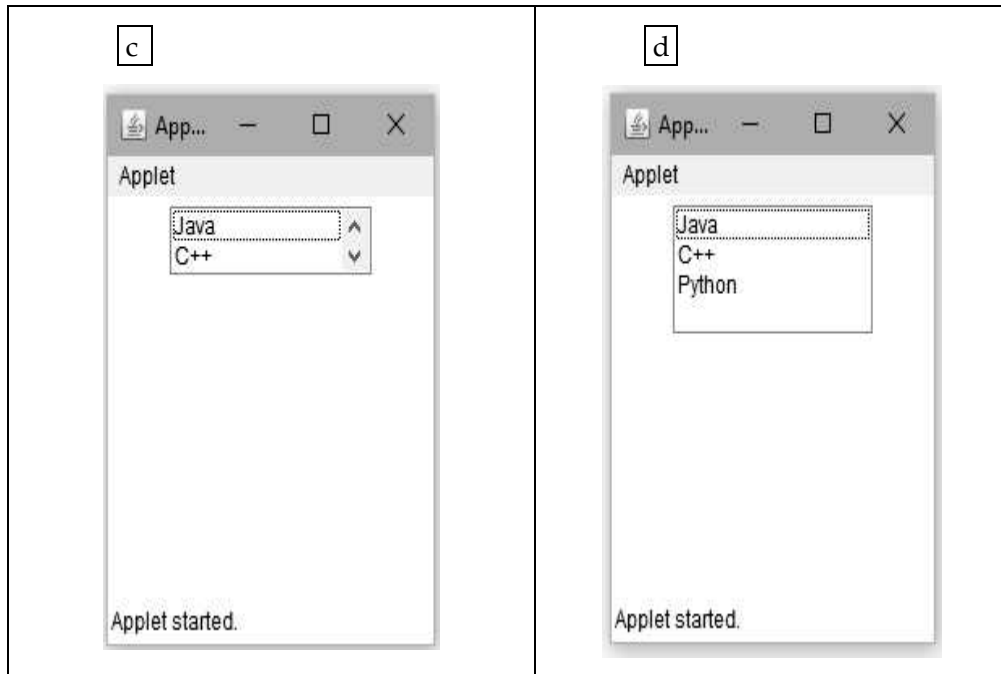 c
App...
Applet
Java
C++
Applet started.
d
App...
Applet
Java
C++
Python
Applet started.